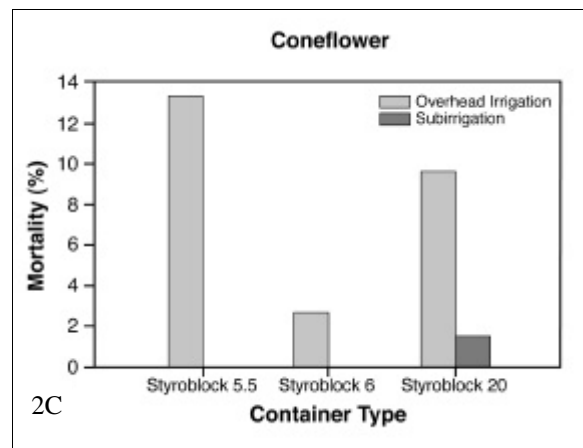 Coneflower
Overhead Irrigation
Subirrigation
Mortality (%)
14
12
10
8
6
4
2
0
Styroblock 5.5 Styroblock 6 Styroblock 20
Container Type
2C